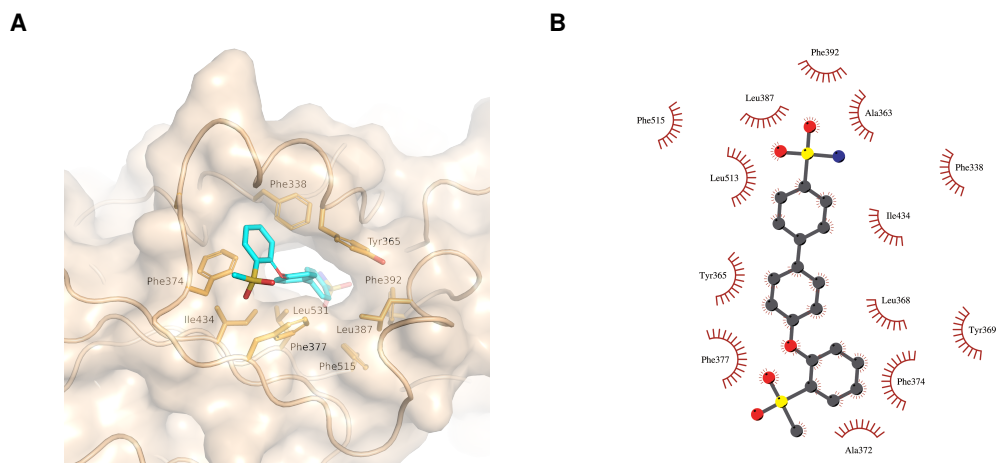 A
B
Phe338
Tyr365
Phe374
Phe392
Ile434
Leu531
Leu387
Phe377
Phe515
Phe392
Leu387
Ala363
Phe515
Phe338
Leu513
Ile434
Tyr365
Leu368
Tyr369
Phe377
Phe374
Ala372